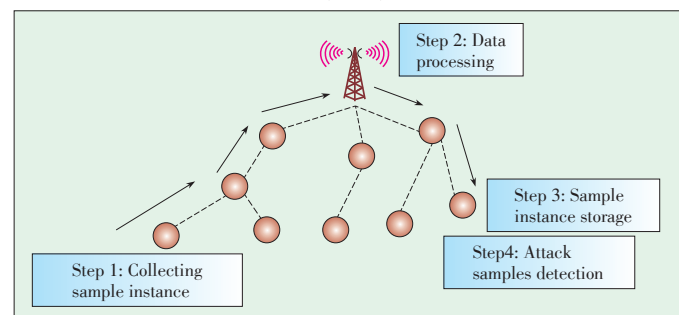 Step 2: Data
processing
Step 3: Sample
instance storage
Step4: Attack
samples detection
Step 1: Collecting
sample instance